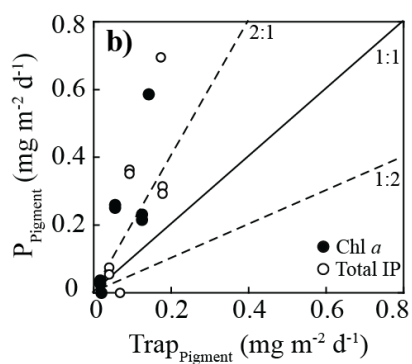 b)
2:1
1:1
1:2
0.8
0.6
0.4
0.2
0
P_Pigment (mg m⁻² d⁻¹)
Chl a
Total IP
0 0.2 0.4 0.6 0.8
Trap_Pigment (mg m⁻² d⁻¹)